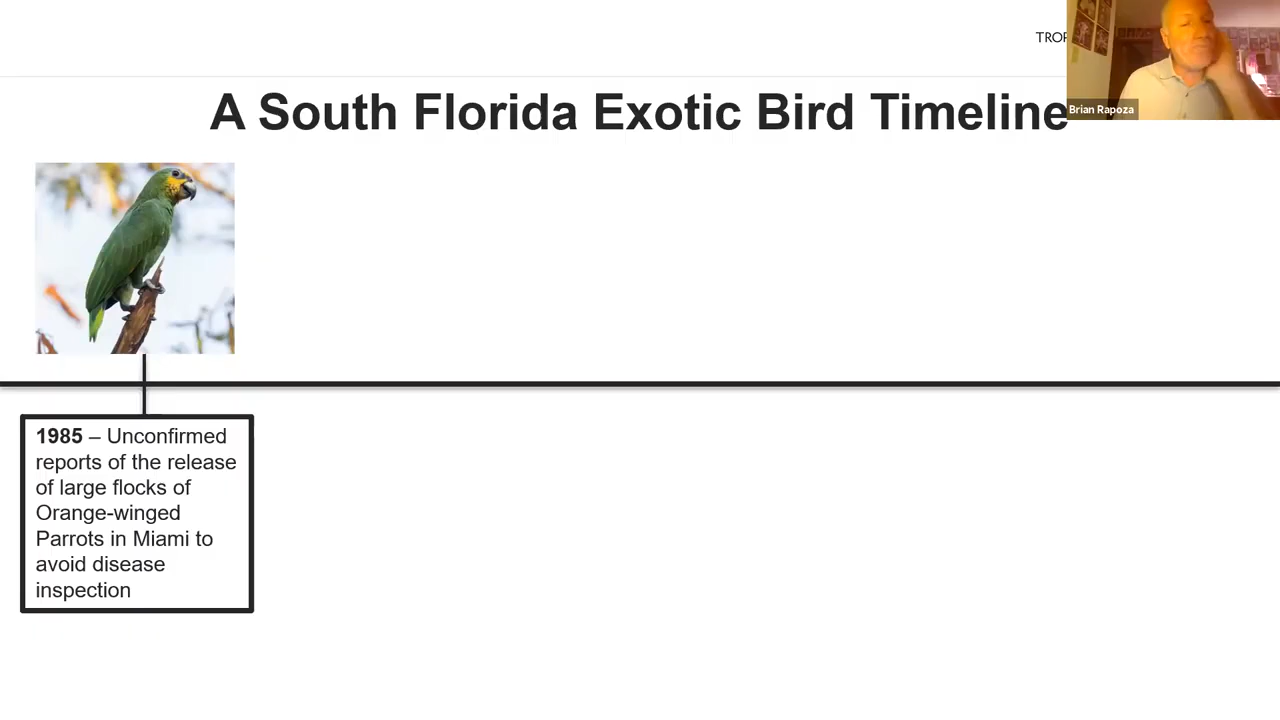 A South Florida Exotic Bird Timeline
Brian Rapoza
1985 – Unconfirmed
reports of the release
of large flocks of
Orange-winged
Parrots in Miami to
avoid disease
inspection